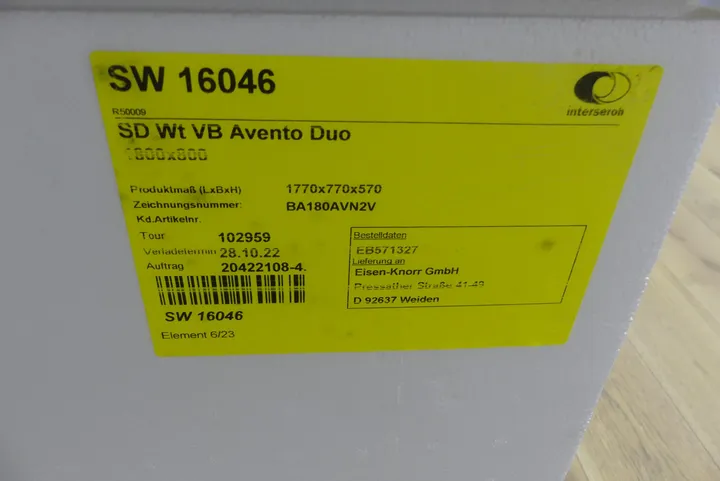 SW 16046
interseroh
R50009
SD Wt VB Avento Duo
1800x800
Produktmaß (LxBxH) 1770x770x570
Zeichnungsnummer: BA180AVN2V
Kd.Artikelnr.
Tour 102959
Verladetermin 28.10.22
Auftrag 20422108-4.
SW 16046
Element 6/23
Bestelldaten
EB571327
Lieferung an
Eisen-Knorr GmbH
Pressather Straße 41-49
D 92637 Weiden